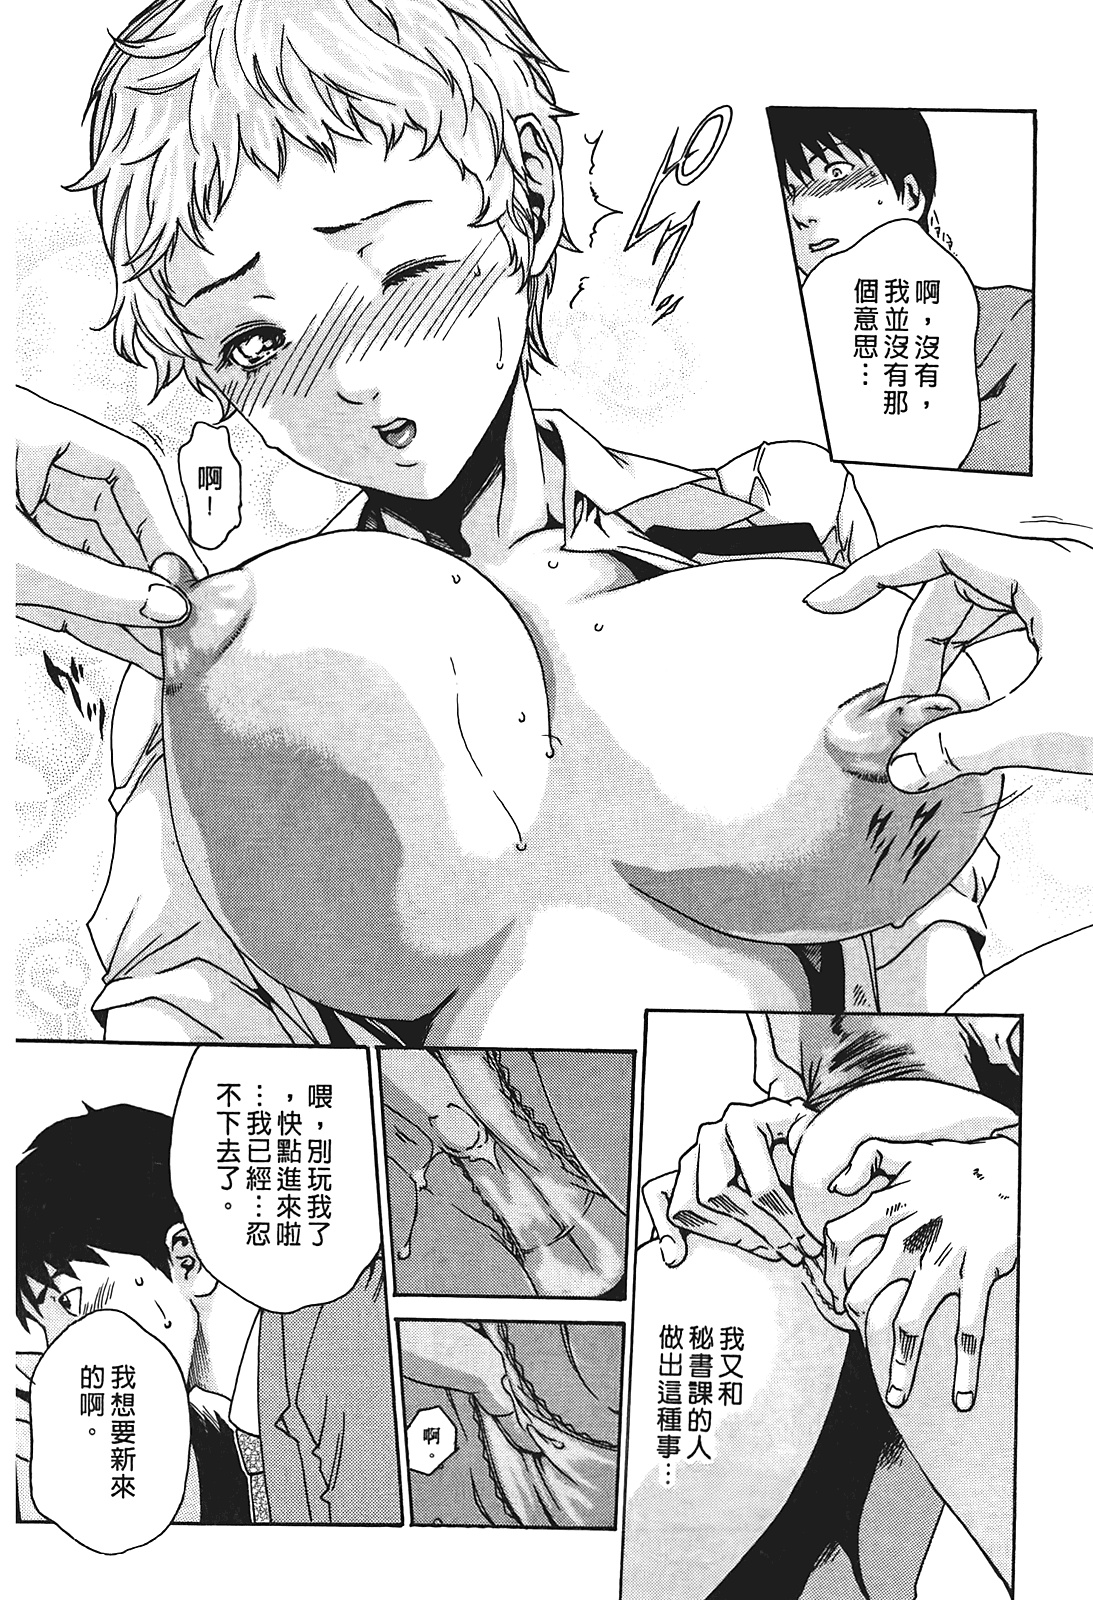 啊，沒有，
我並沒有那
個意思…
啊！
我又和
秘書課的人
做出這種事…
啊。
喂，別玩我了
，快點進來啦
…我已經…忍
不下去了。
我想要新來
的啊。